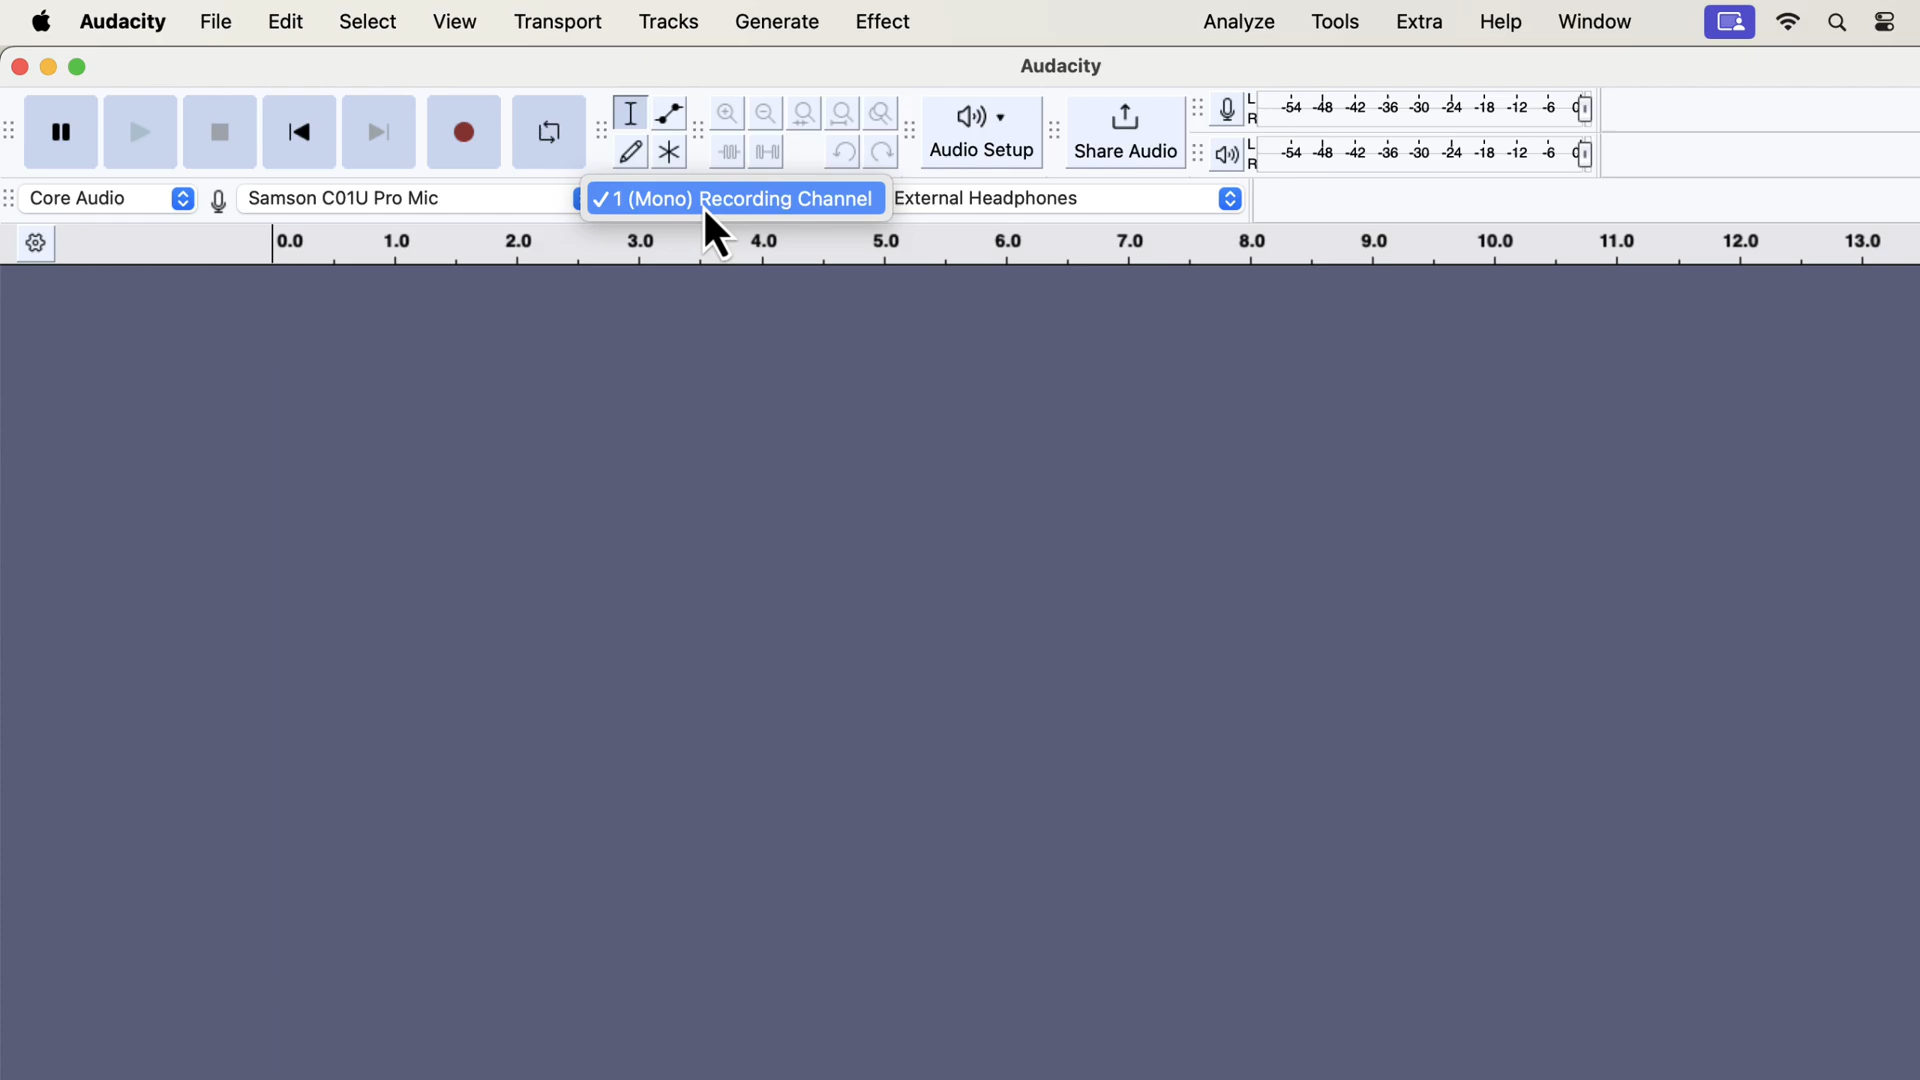 Audacity File Edit Select View Transport Tracks Generate Effect Analyze Tools Extra Help Window
Audacity
Audio Setup
Share Audio
L
R
-54 -48 -42 -36 -30 -24 -18 -12 -6 0
L
R
-54 -48 -42 -36 -30 -24 -18 -12 -6 0
Core Audio
Samson C01U Pro Mic
✓1 (Mono) Recording Channel
External Headphones
0.0 1.0 2.0 3.0 4.0 5.0 6.0 7.0 8.0 9.0 10.0 11.0 12.0 13.0